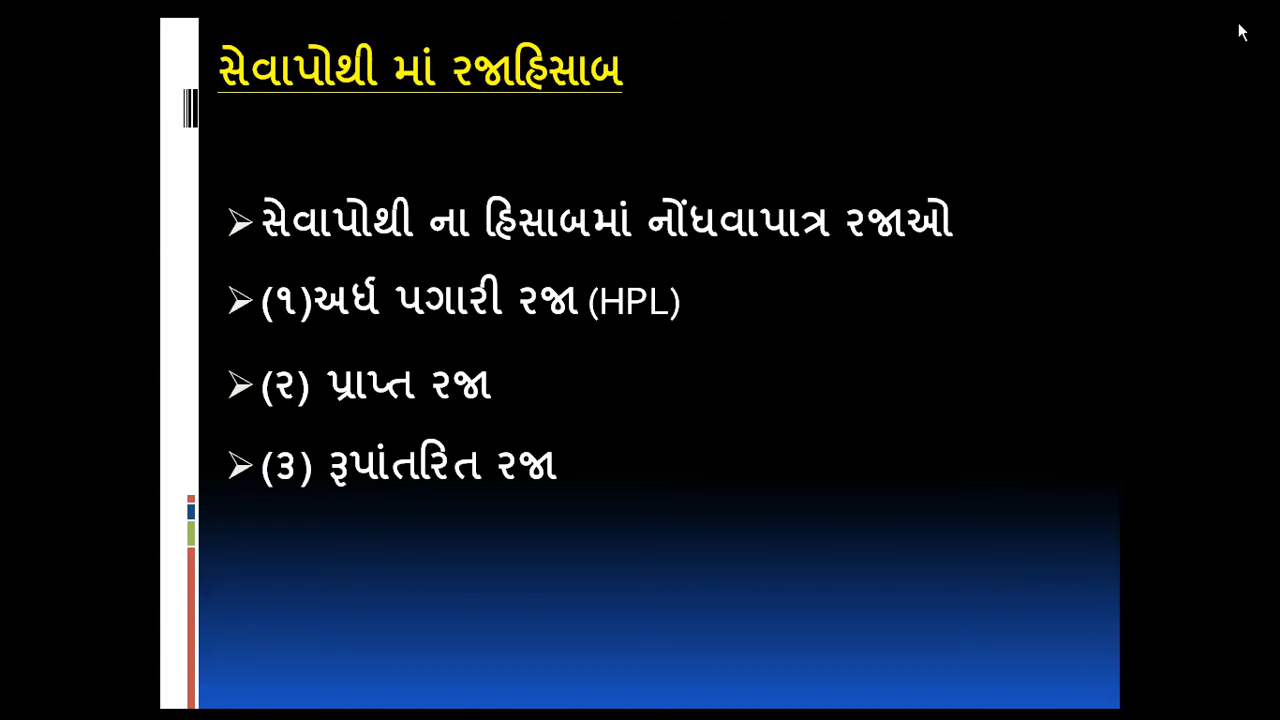 સેવાપોથી માં રજાહિસાબ
સેવાપોથી ના હિસાબમાં નોંધવાપાત્ર રજાઓ
(૧)અર્ધ પગારી રજા (HPL)
(૨) પ્રાપ્ત રજા
(૩) રૂપાંતરિત રજા